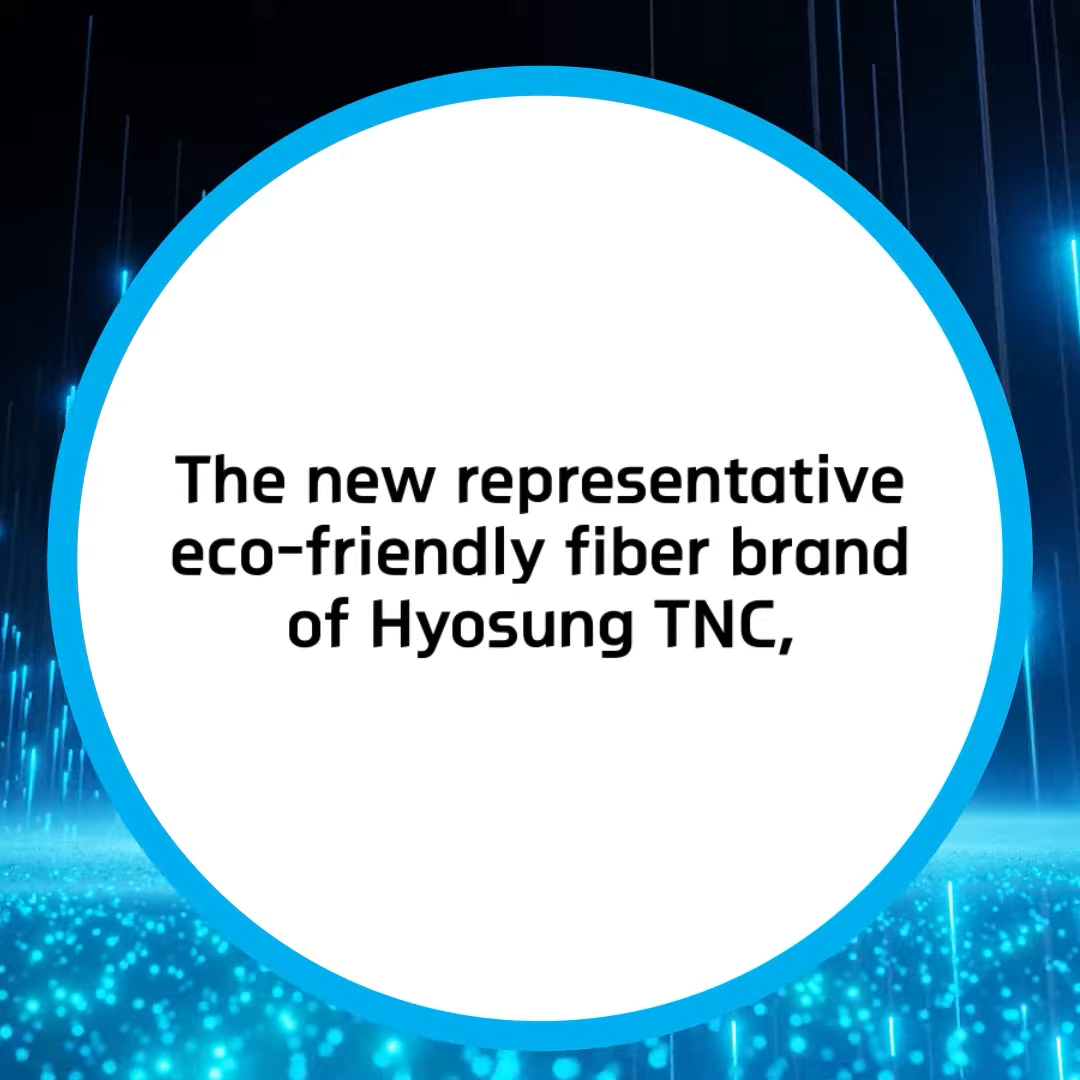 The new representative
eco-friendly fiber brand
of Hyosung TNC,